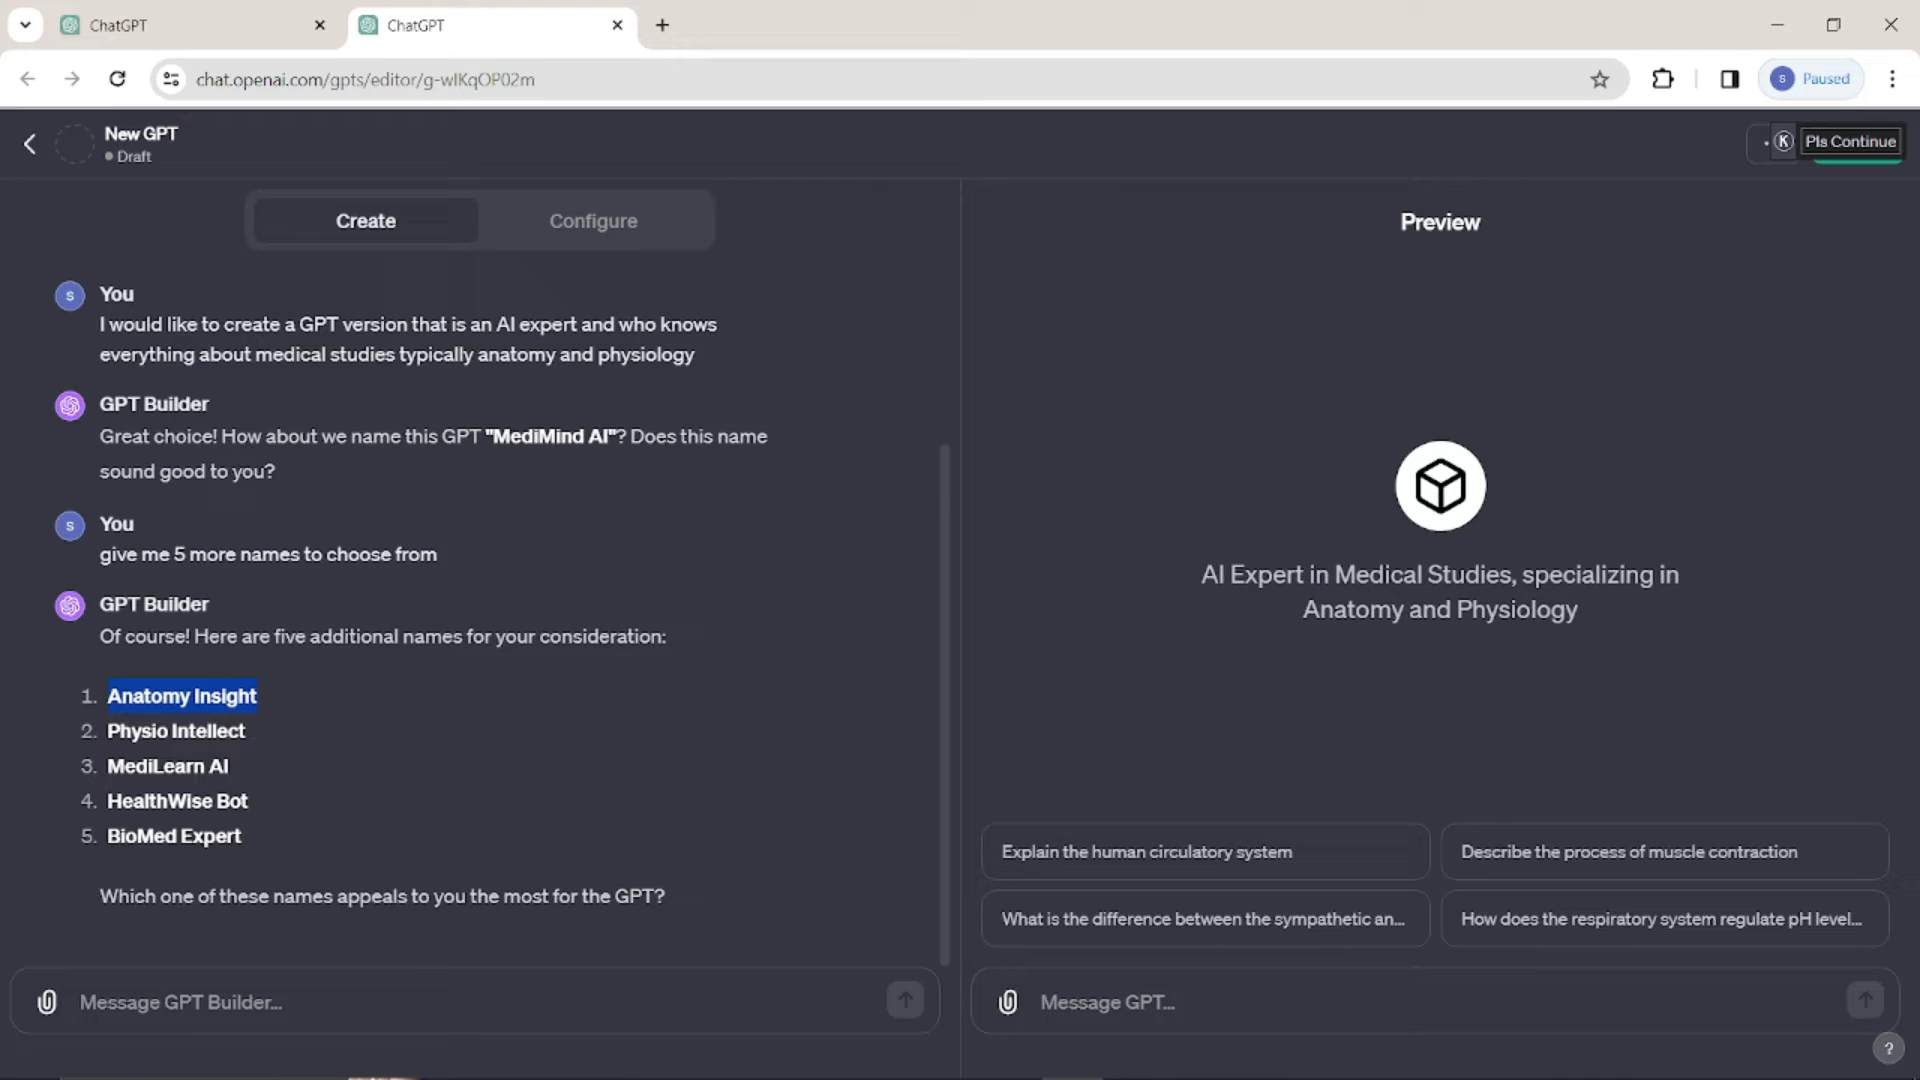 ChatGPT
ChatGPT
chat.openai.com/gpts/editor/g-wIKqOP02m
S
Paused
New GPT
Draft
K
Pls Continue
Create
Configure
Preview
S
You
I would like to create a GPT version that is an AI expert and who knows
everything about medical studies typically anatomy and physiology
GPT Builder
Great choice! How about we name this GPT "MediMind AI"? Does this name
sound good to you?
S
You
give me 5 more names to choose from
GPT Builder
Of course! Here are five additional names for your consideration:
1. Anatomy Insight
2. Physio Intellect
3. MediLearn AI
4. HealthWise Bot
5. BioMed Expert
Which one of these names appeals to you the most for the GPT?
Message GPT Builder...
AI Expert in Medical Studies, specializing in
Anatomy and Physiology
Explain the human circulatory system
Describe the process of muscle contraction
What is the difference between the sympathetic an...
How does the respiratory system regulate pH level...
Message GPT...
?